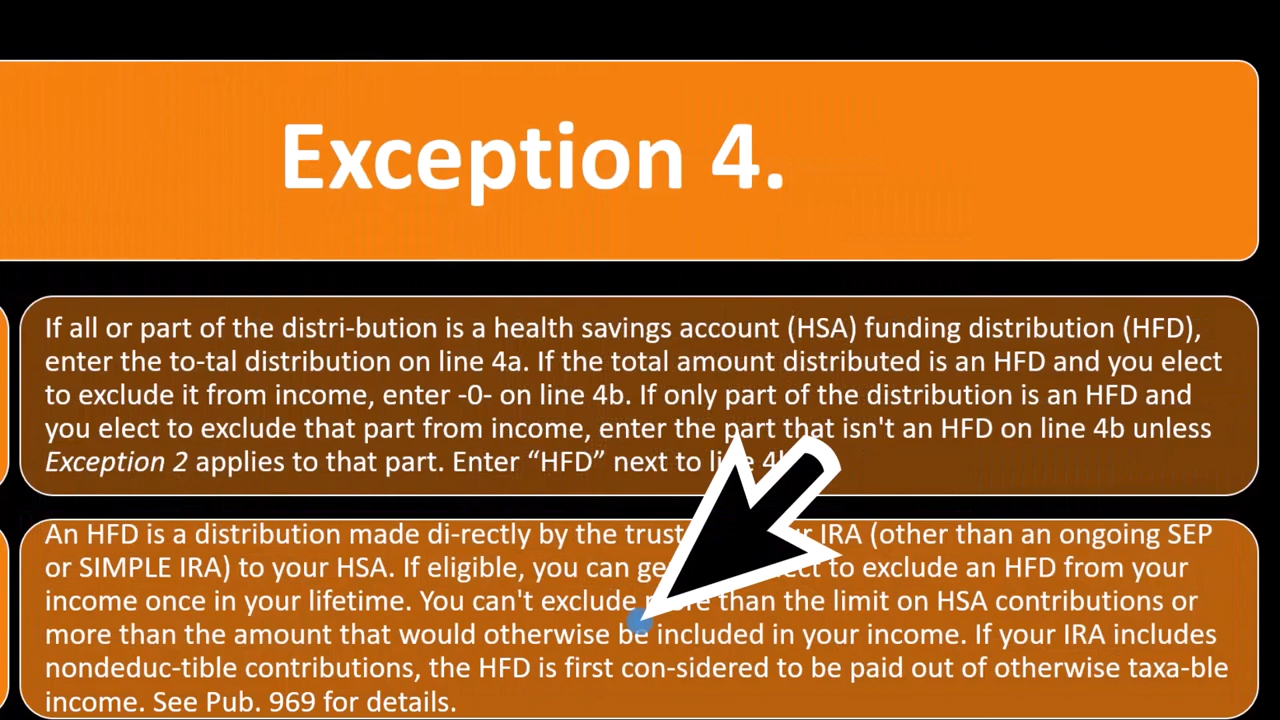 Exception 4.
If all or part of the distri-bution is a health savings account (HSA) funding distribution (HFD),
enter the to-tal distribution on line 4a. If the total amount distributed is an HFD and you elect
to exclude it from income, enter -0- on line 4b. If only part of the distribution is an HFD and
you elect to exclude that part from income, enter the part that isn't an HFD on line 4b unless
Exception 2 applies to that part. Enter “HFD” next to line
An HFD is a distribution made di-rectly by the IRA (other than an ongoing SEP
or SIMPLE IRA) to your HSA. If eligible, you can to exclude an HFD from your
income once in your lifetime. You can't exclude more than the limit on HSA contributions or
more than the amount that would otherwise be included in your income. If your IRA includes
nondeduc-tible contributions, the HFD is first con-sidered to be paid out of otherwise taxa-ble
income. See Pub. 969 for details.